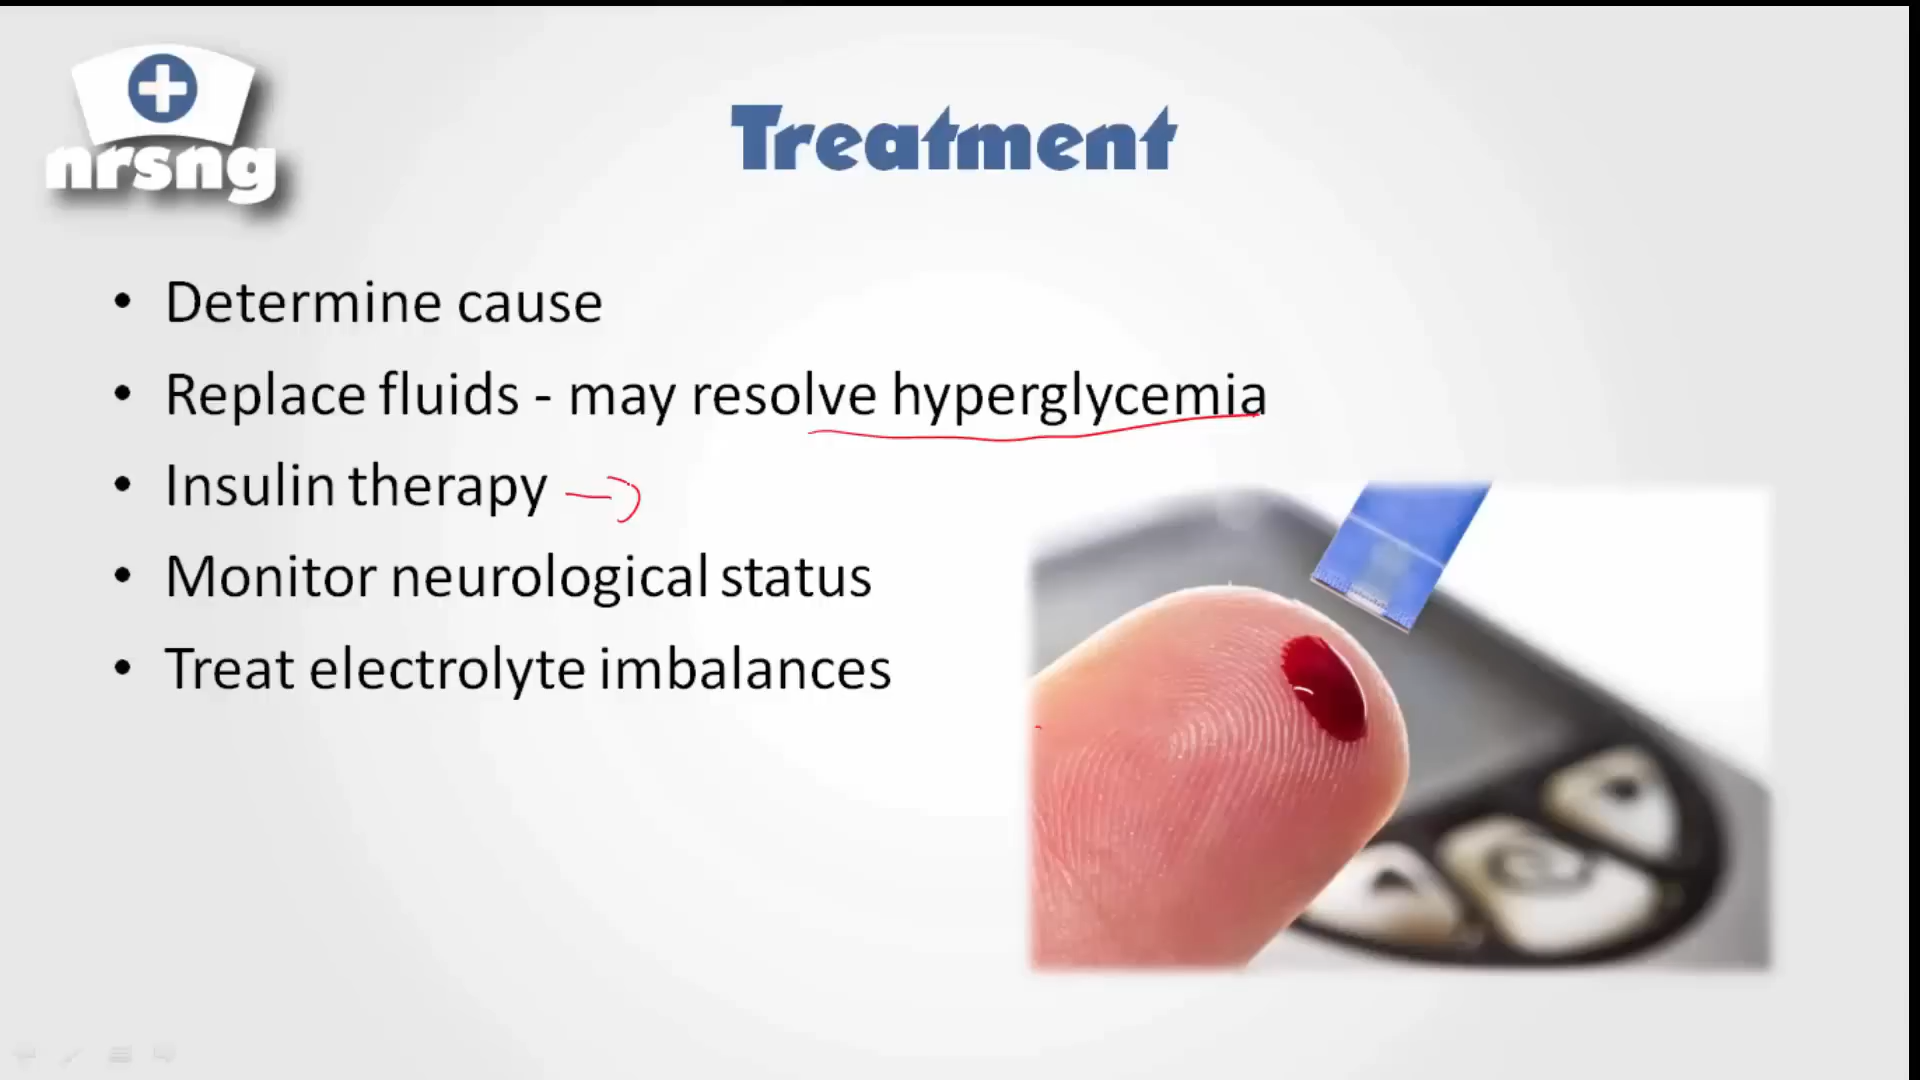 nrsng
Treatment
• Determine cause
• Replace fluids - may resolve hyperglycemia
• Insulin therapy
• Monitor neurological status
• Treat electrolyte imbalances